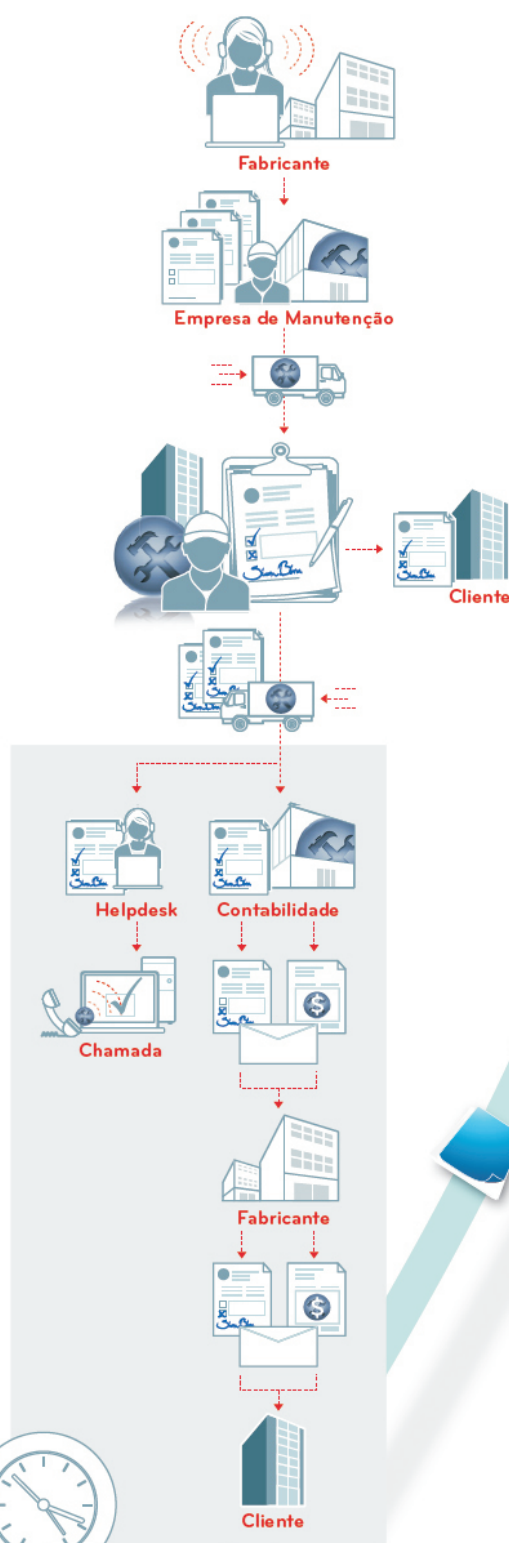 Fabricante
Empresa de Manutenção
Cliente
Helpdesk
Contabilidade
Chamada
$
Fabricante
$
Cliente